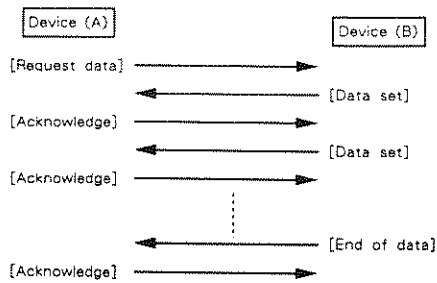 Device (A)
Device (B)
[Request data]
[Data set]
[Acknowledge]
[Data set]
[Acknowledge]
[End of data]
[Acknowledge]